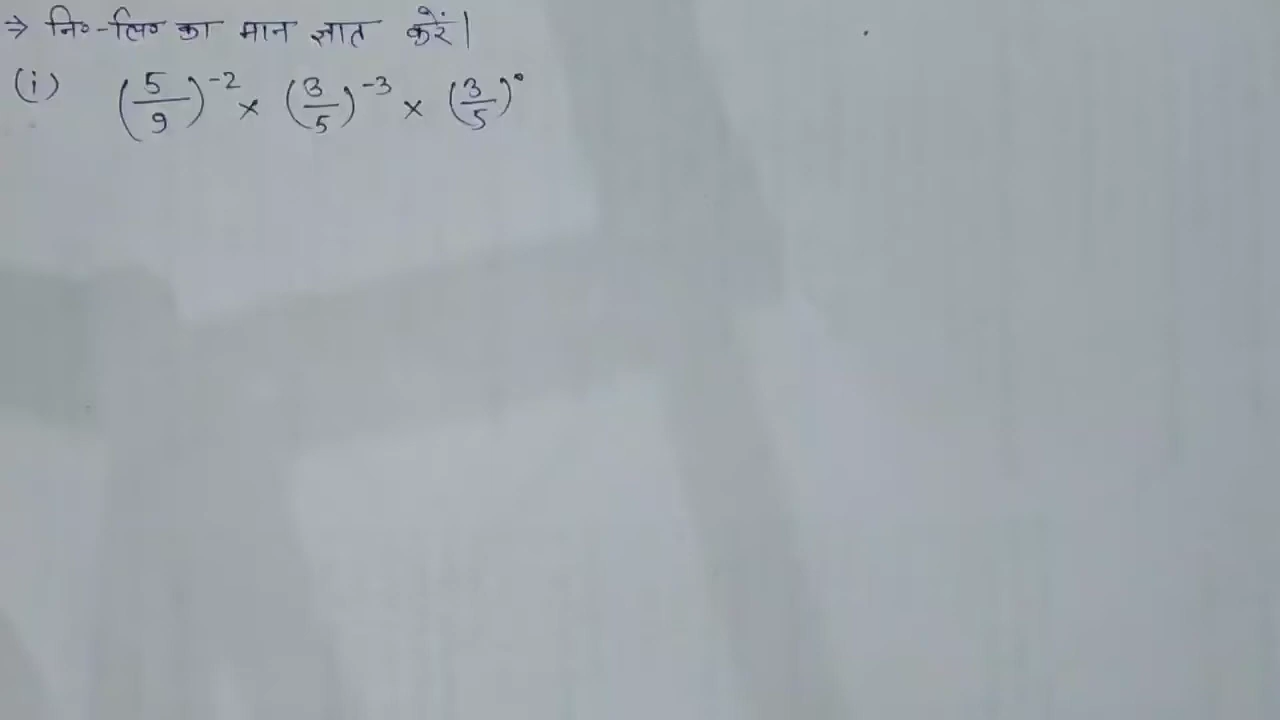 ⇒ नि०-लि० का मान ज्ञात करें।
(i) (5/9)^-2 × (3/5)^-3 × (3/5)^0